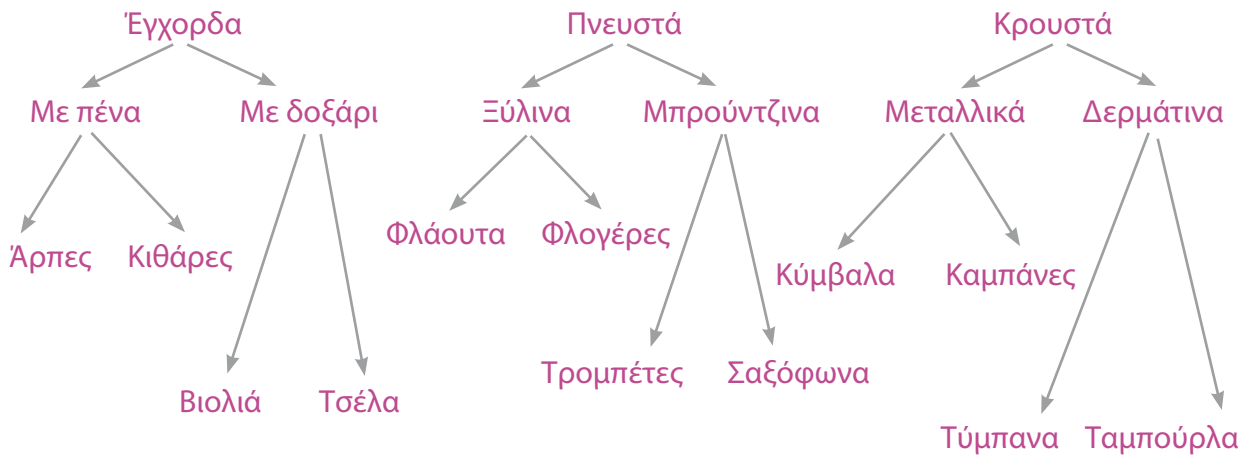 Έγχορδα Πνευστά Κρουστά
Με πένα Με δοξάρι Ξύλινα Μπρούντζινα Μεταλλικά Δερμάτινα
Φλάουτα Φλογέρες
Άρπες Κιθάρες Κύμβαλα Καμπάνες
Τρομπέτες Σαξόφωνα
Βιολιά Τσέλα
Τύμπανα Ταμπούρλα